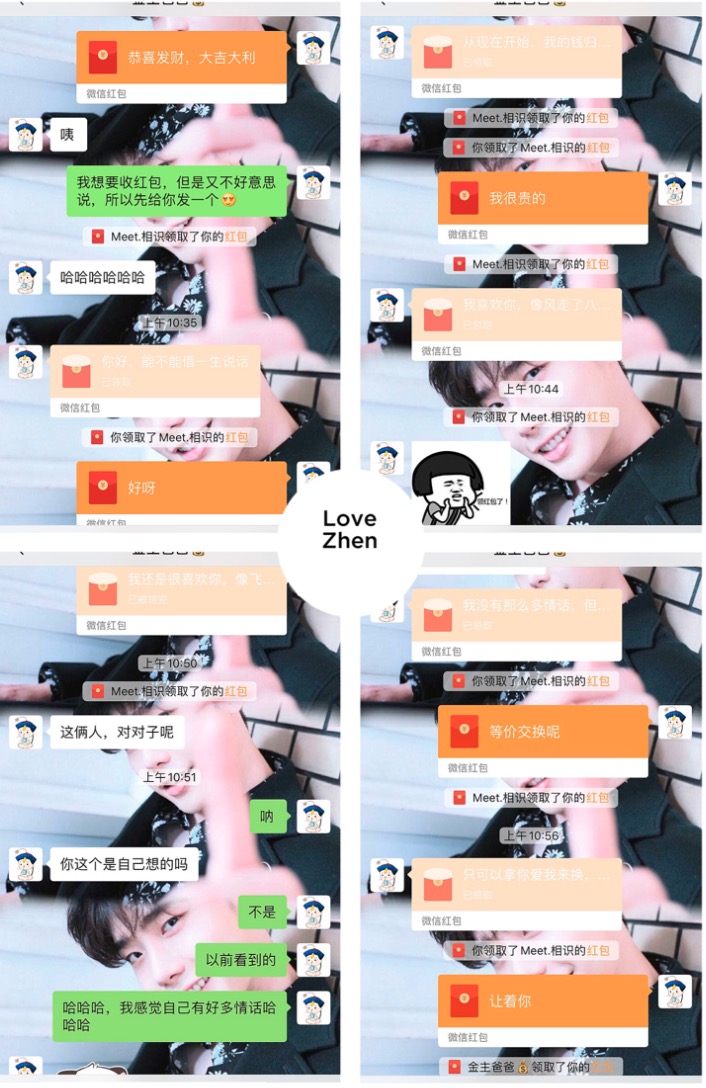 恭喜发财，大吉大利
微信红包
咦
我想要收红包，但是又不好意思
说，所以先给你发一个😍
Meet.相识领取了你的红包
哈哈哈哈哈哈
上午10:35
你好，能不能借一生说话
已领取
微信红包
你领取了Meet.相识的红包
好呀
微信红包
从现在开始，我的钱归...
已领取
微信红包
Meet.相识领取了你的红包
你领取了Meet.相识的红包
我很贵的
微信红包
Meet.相识领取了你的红包
我喜欢你，像风走了八...
已领取
微信红包
上午10:44
你领取了Meet.相识的红包
领红包了！
Love
Zhen
我还是很喜欢你，像飞...
微信红包
上午10:50
Meet.相识领取了你的红包
这俩人，对对子呢
上午10:51
呐
你这个是自己想的吗
不是
以前看到的
哈哈哈，我感觉自己有好多情话哈
哈哈哈
我没有那么多情话，但...
已领取
微信红包
你领取了Meet.相识的红包
等价交换呢
微信红包
Meet.相识领取了你的红包
上午10:56
只可以拿你爱我来换，...
已领取
微信红包
你领取了Meet.相识的红包
让着你
微信红包
金主爸爸💰领取了你的红包